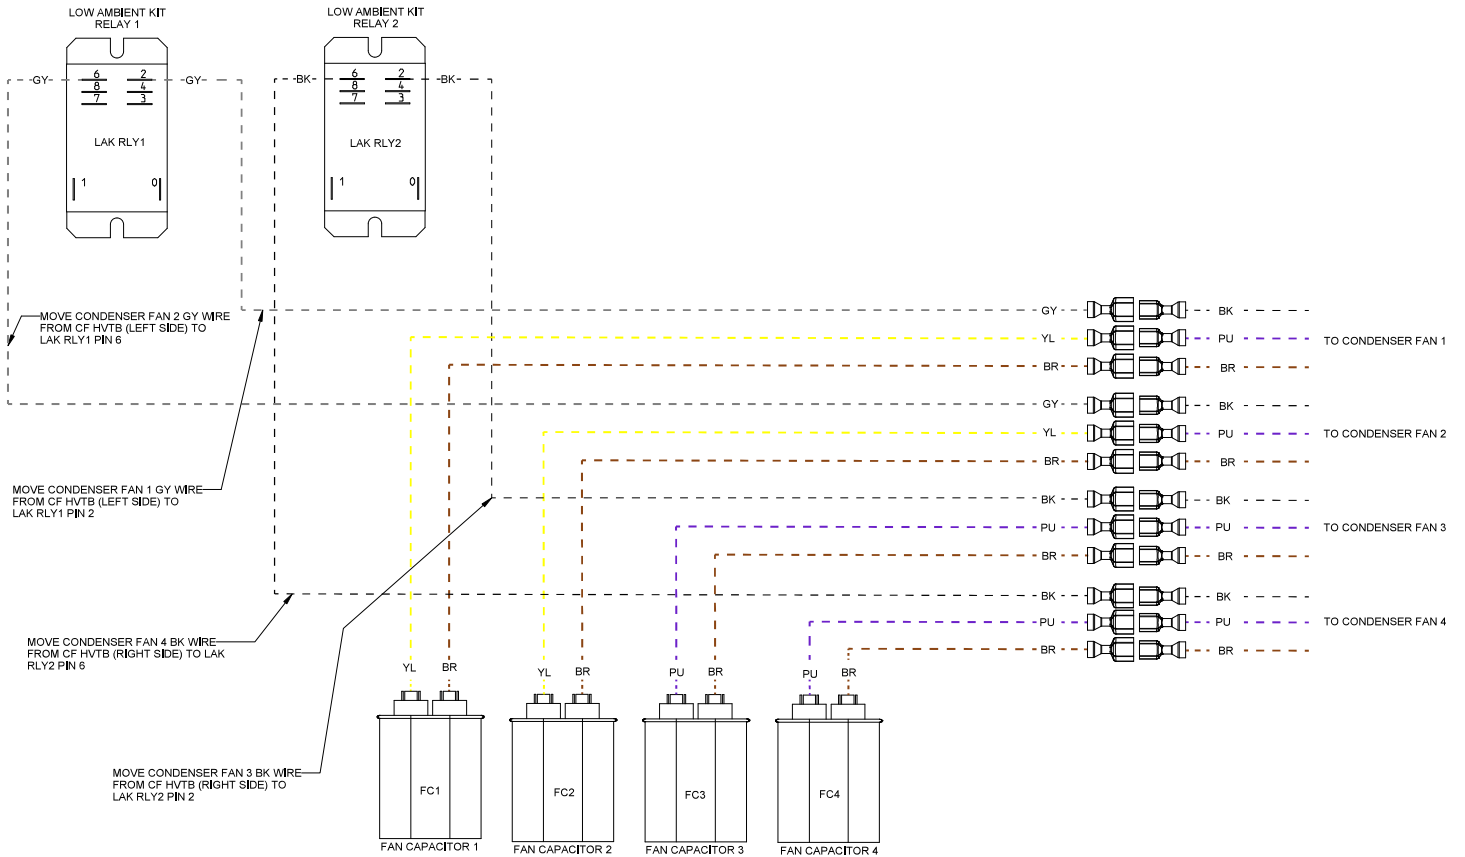 LOW AMBIENT KIT
RELAY 1
LOW AMBIENT KIT
RELAY 2
GY
6 2
8 4
7 3
GY
LAK RLY1
1 0
BK
6 2
8 4
7 3
BK
LAK RLY2
1 0
MOVE CONDENSER FAN 2 GY WIRE
FROM CF HVTB (LEFT SIDE) TO
LAK RLY1 PIN 6
MOVE CONDENSER FAN 1 GY WIRE
FROM CF HVTB (LEFT SIDE) TO
LAK RLY1 PIN 2
MOVE CONDENSER FAN 4 BK WIRE
FROM CF HVTB (RIGHT SIDE) TO LAK
RLY2 PIN 6
MOVE CONDENSER FAN 3 BK WIRE
FROM CF HVTB (RIGHT SIDE) TO
LAK RLY2 PIN 2
GY BK
YL PU TO CONDENSER FAN 1
BR BR
GY BK
YL PU TO CONDENSER FAN 2
BR BR
BK BK
PU PU TO CONDENSER FAN 3
BR BR
BK BK
PU PU TO CONDENSER FAN 4
BR BR
YL BR
YL BR
PU BR
PU BR
FC1
FC2
FC3
FC4
FAN CAPACITOR 1
FAN CAPACITOR 2
FAN CAPACITOR 3
FAN CAPACITOR 4